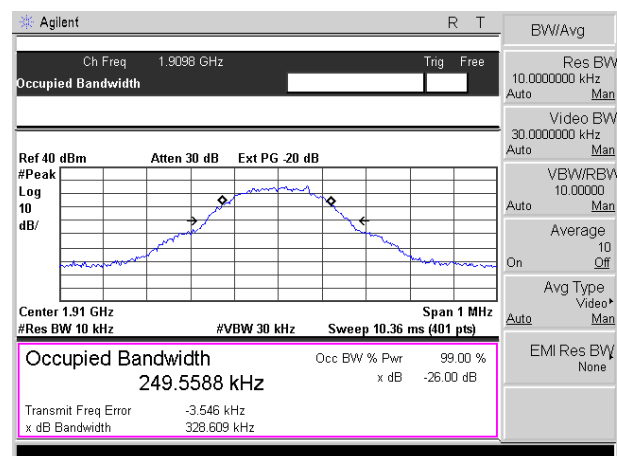 Agilent R T
Ch Freq 1.9098 GHz Trig Free
Occupied Bandwidth
Ref 40 dBm Atten 30 dB Ext PG -20 dB
#Peak
Log
10
dB/
Center 1.91 GHz Span 1 MHz
#Res BW 10 kHz #VBW 30 kHz Sweep 10.36 ms (401 pts)
Occupied Bandwidth Occ BW % Pwr 99.00 %
249.5588 kHz x dB -26.00 dB
Transmit Freq Error -3.546 kHz
x dB Bandwidth 328.609 kHz
BW/Avg
Res BW
10.0000000 kHz
Auto Man
Video BW
30.0000000 kHz
Auto Man
VBW/RBW
10.00000
Auto Man
Average
10
On Off
Avg Type
Video
Auto Man
EMI Res BW
None